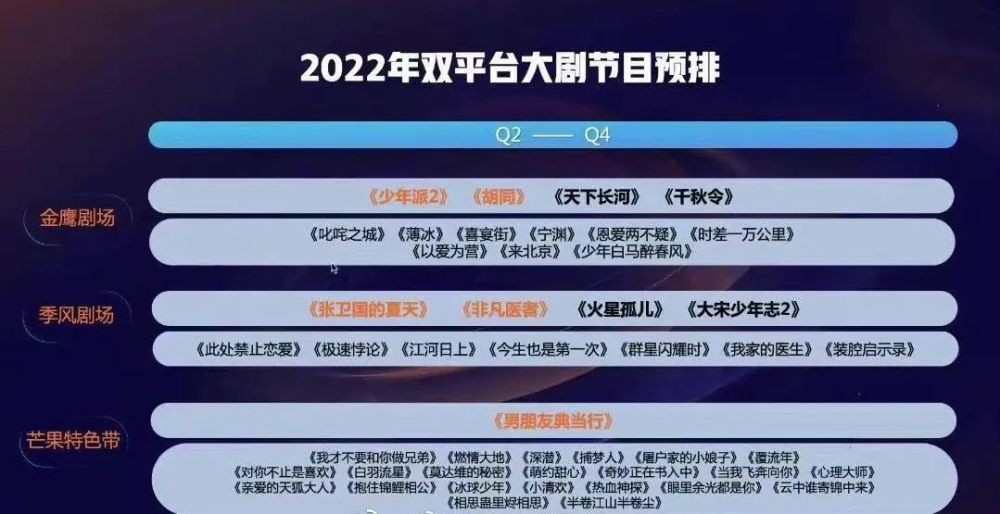 2022年双平台大剧节目预排
Q2 —— Q4
金鹰剧场
《少年派2》 《胡同》 《天下长河》 《千秋令》
《叱咤之城》《薄冰》《喜宴街》《宁渊》《恩爱两不疑》《时差一万公里》
《以爱为营》《来北京》《少年白马醉春风》
季风剧场
《张卫国的夏天》 《非凡医者》 《火星孤儿》 《大宋少年志2》
《此处禁止恋爱》《极速悖论》《江河日上》《今生也是第一次》《群星闪耀时》《我家的医生》《装腔启示录》
芒果特色带
《男朋友典当行》
《我才不要和你做兄弟》《燃情大地》《深潜》《捕梦人》《屠户家的小娘子》《覆流年》
《对你不止是喜欢》《白羽流星》《莫达维的秘密》《萌约甜心》《奇妙正在书入中》《当我飞奔向你》《心理大师》
《亲爱的天狐大人》《抱住锦鲤相公》《冰球少年》《小清欢》《热血神探》《眼里余光都是你》《云中谁寄锦中来》
《相思蛊里烬相思》《半卷江山半卷尘》